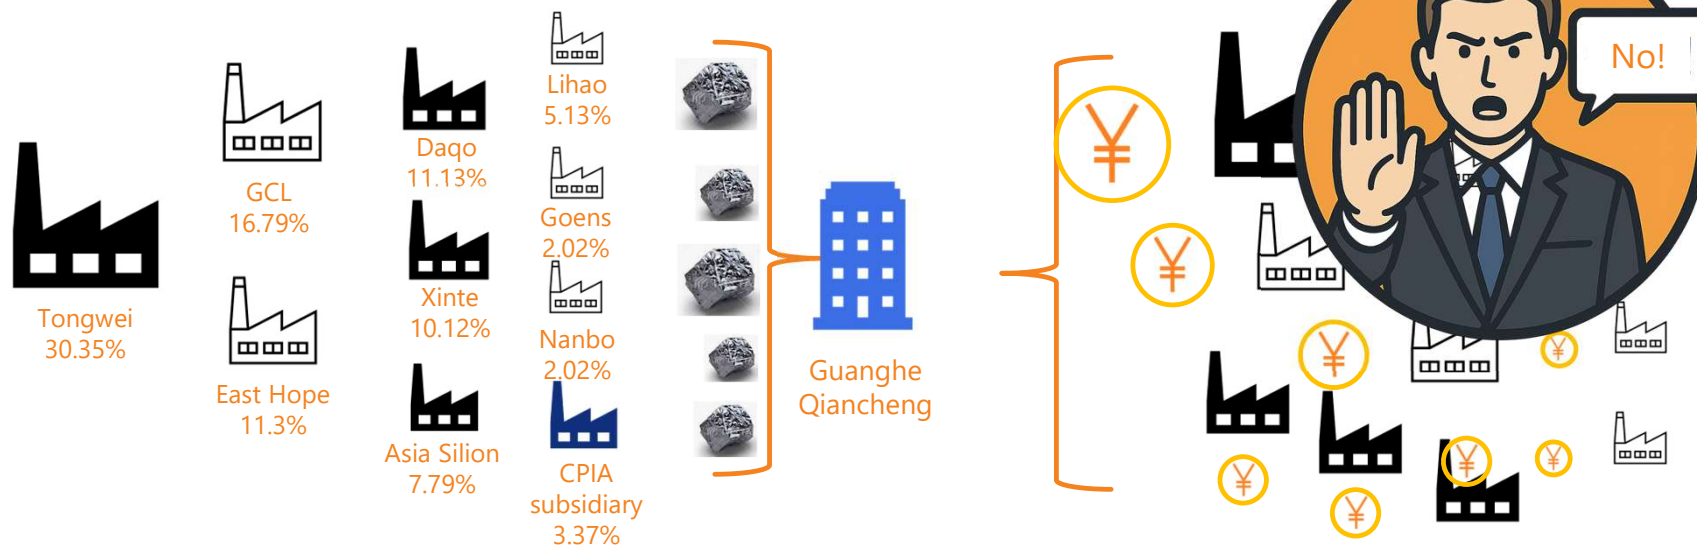 Tongwei
30.35%
GCL
16.79%
East Hope
11.3%
Daqo
11.13%
Xinte
10.12%
Asia Silion
7.79%
Lihao
5.13%
Goens
2.02%
Nanbo
2.02%
CPIA
subsidiary
3.37%
Guanghe
Qiancheng
¥
¥
¥
¥
¥
¥
¥
¥
No!